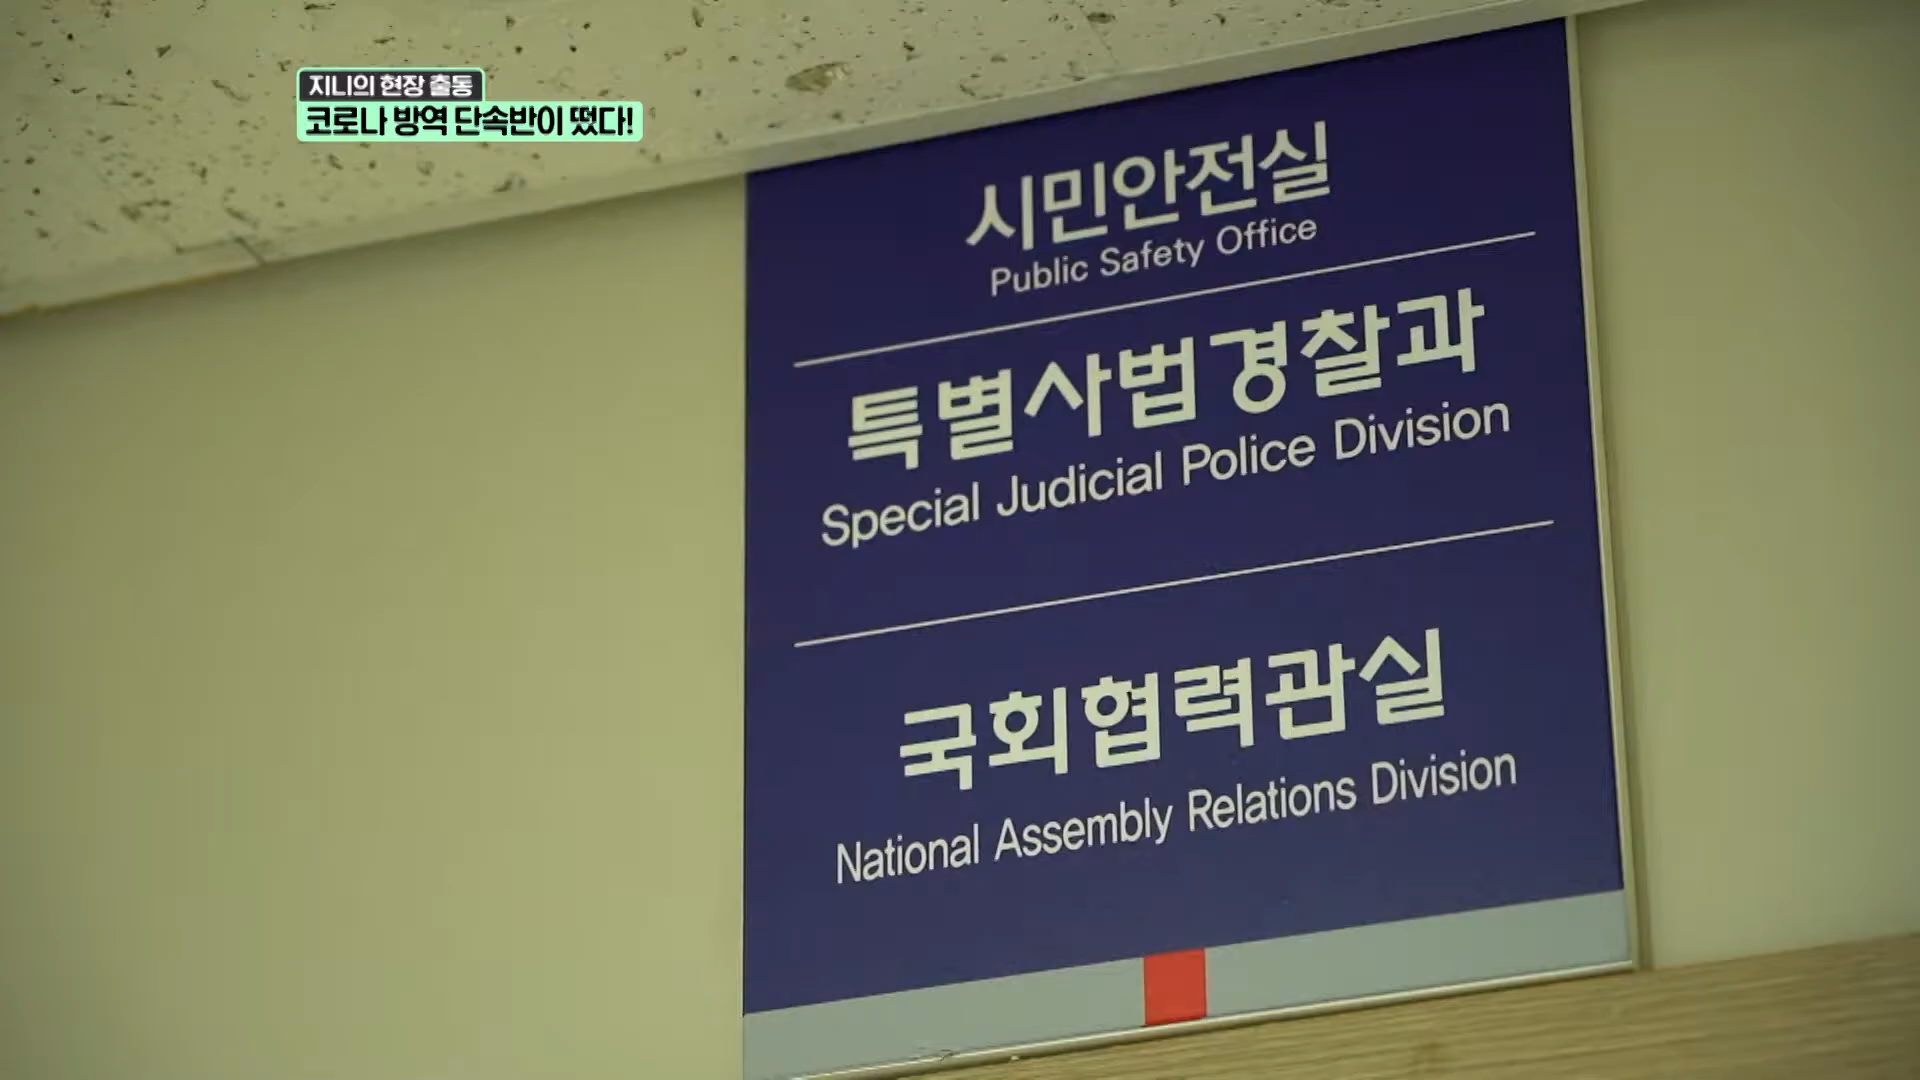 지니의 현장 출동
코로나 방역 단속반이 떴다!
시민안전실
Public Safety Office
특별사법경찰과
Special Judicial Police Division
국회협력관실
National Assembly Relations Division